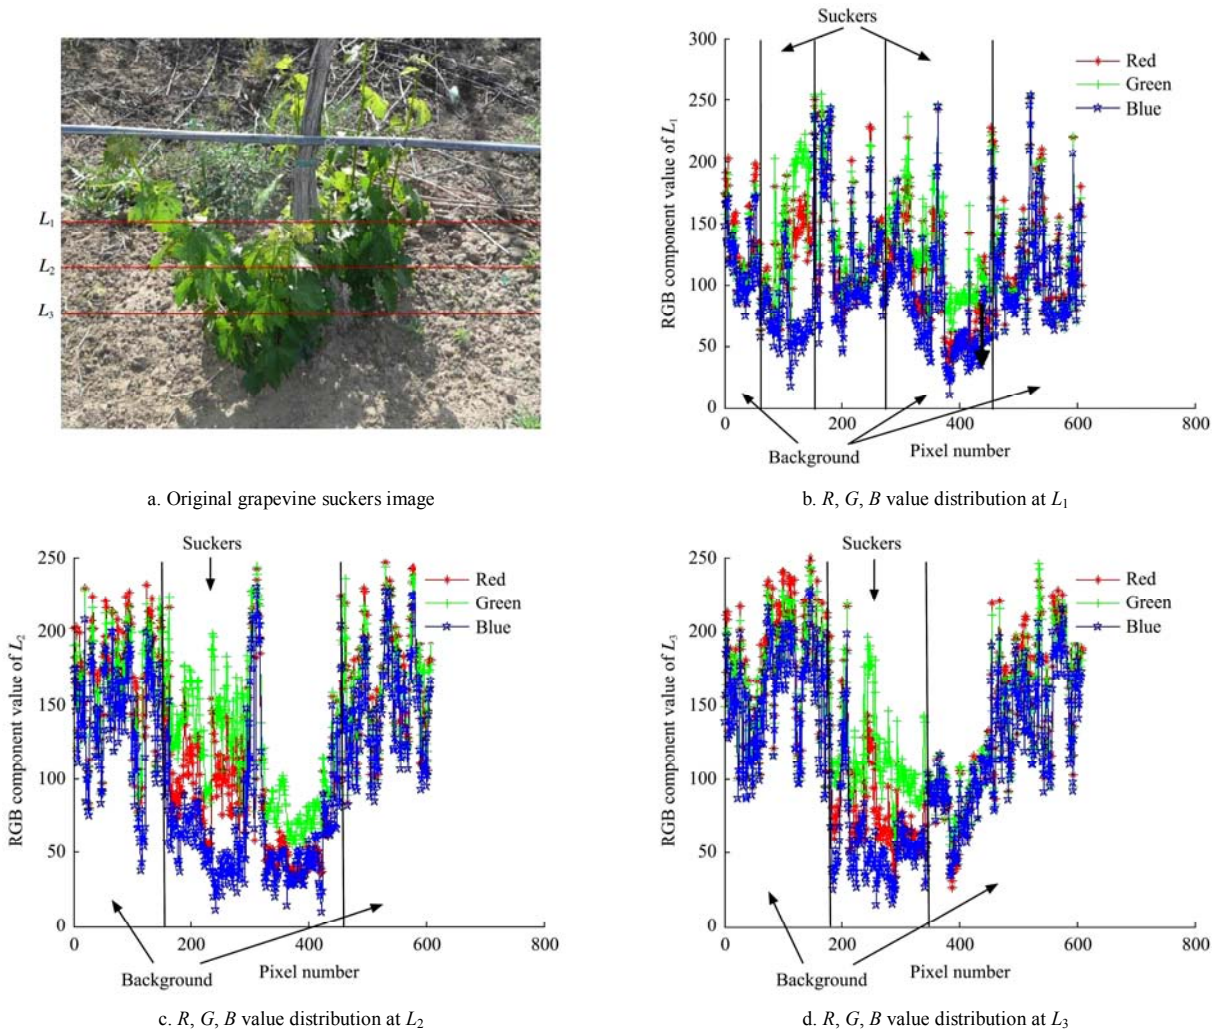 L1
L2
L3
a. Original grapevine suckers image
Suckers
Red
Green
Blue
RGB component value of L1
300
250
200
150
100
50
0
0 200 400 600 800
Background
Pixel number
b. R, G, B value distribution at L1
Suckers
Red
Green
Blue
RGB component value of L2
250
200
150
100
50
0
0 200 400 600 800
Background
Pixel number
c. R, G, B value distribution at L2
Suckers
Red
Green
Blue
RGB component value of L3
250
200
150
100
50
0
0 200 400 600 800
Background
Pixel number
d. R, G, B value distribution at L3